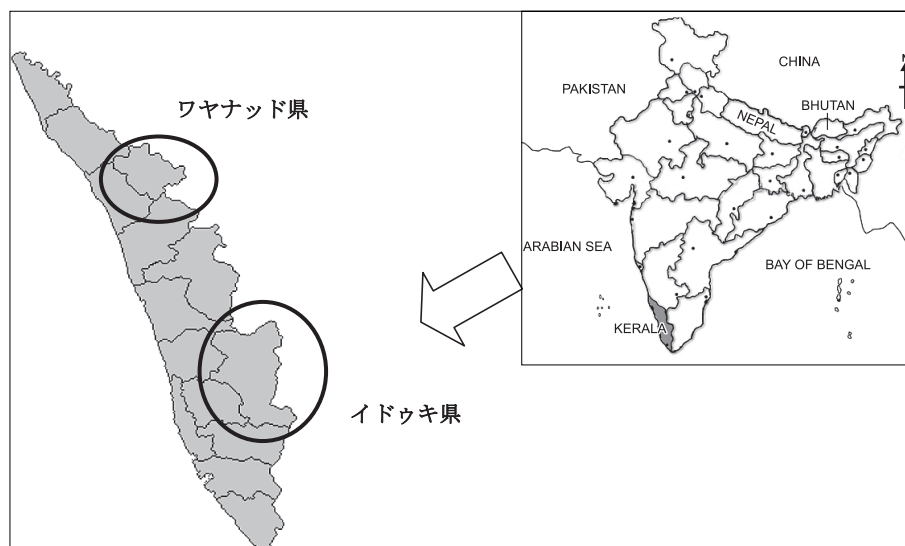 ワヤナッド県
イドゥキ県
CHINA
PAKISTAN
BHUTAN
NEPAL
ARABIAN SEA
BAY OF BENGAL
KERALA
N